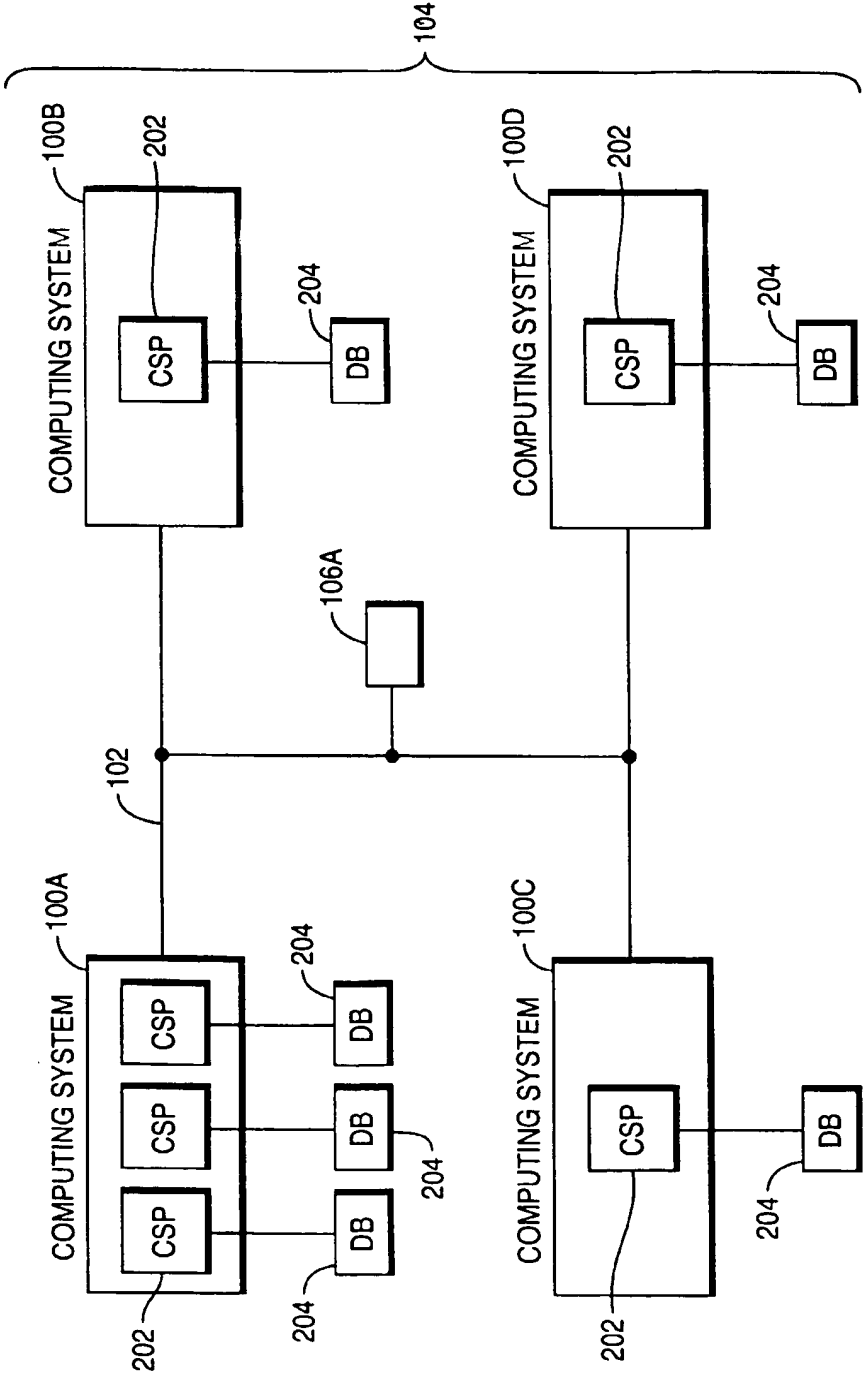 COMPUTING SYSTEM
100A
102
COMPUTING SYSTEM
100B
202
CSP
CSP
CSP
CSP
202
204
DB
DB
DB
204
204
106A
DB
204
104
COMPUTING SYSTEM
100C
COMPUTING SYSTEM
100D
202
CSP
CSP
202
204
DB
DB
204